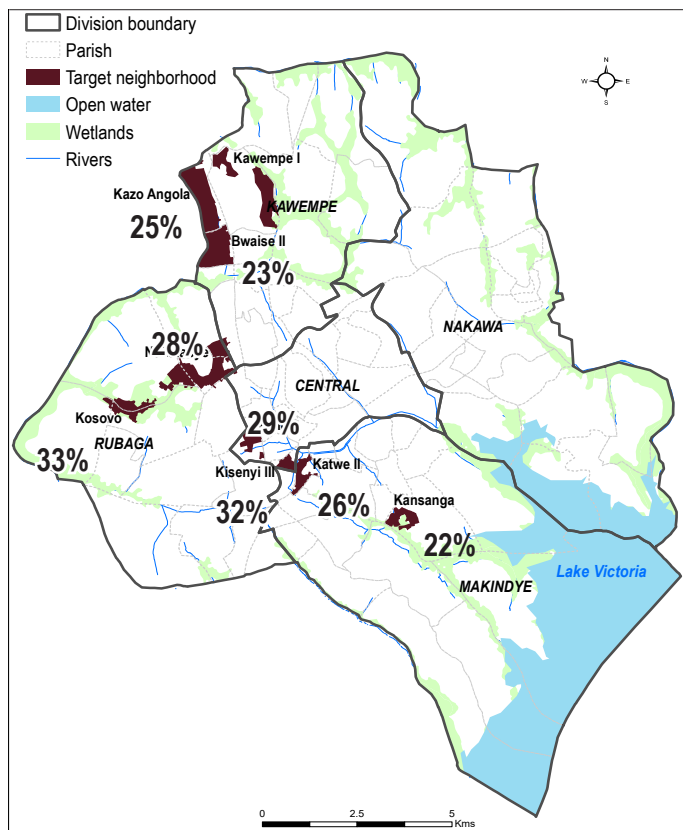 Division boundary
Parish
Target neighborhood
Open water
Wetlands
Rivers
N
W E
S
Kawempe I
Kazo Angola
KAWEMPE
25%
Bwaise II
23%
NAKAWA
28%
CENTRAL
Kosovo
29%
RUBAGA
33%
Kisenyi III
Katwe II
Kansanga
32%
26%
22%
Lake Victoria
MAKINDYE
0 2.5 5
Kms